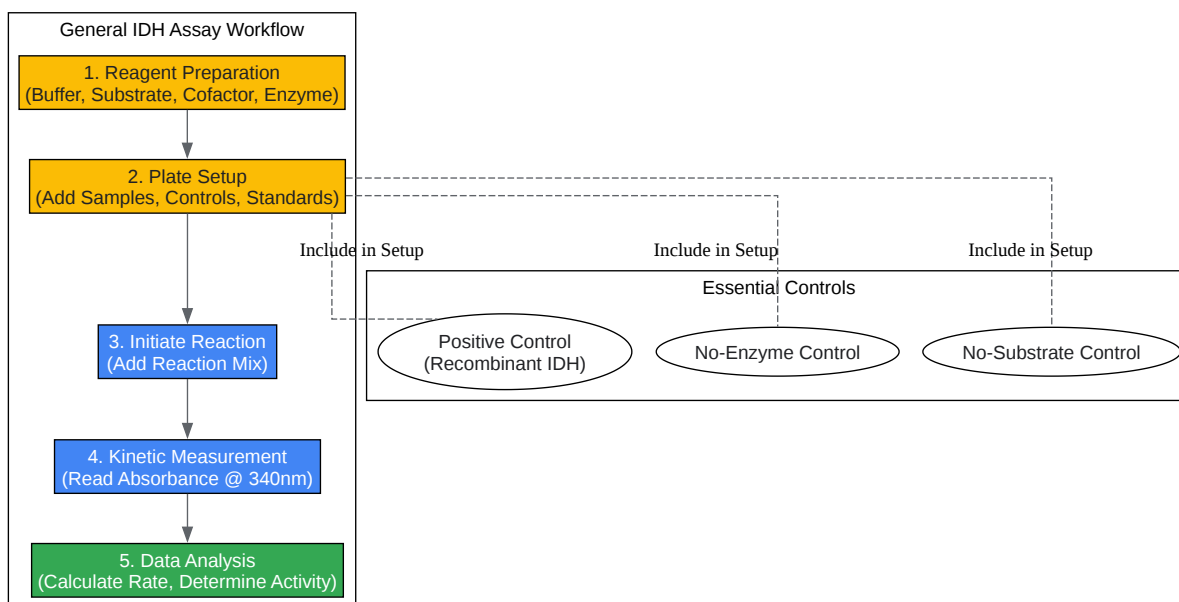 General IDH Assay Workflow
1. Reagent Preparation
(Buffer, Substrate, Cofactor, Enzyme)
2. Plate Setup
(Add Samples, Controls, Standards)
Include in Setup
Include in Setup
Include in Setup
Essential Controls
Positive Control
(Recombinant IDH)
No-Enzyme Control
No-Substrate Control
3. Initiate Reaction
(Add Reaction Mix)
4. Kinetic Measurement
(Read Absorbance @ 340nm)
5. Data Analysis
(Calculate Rate, Determine Activity)